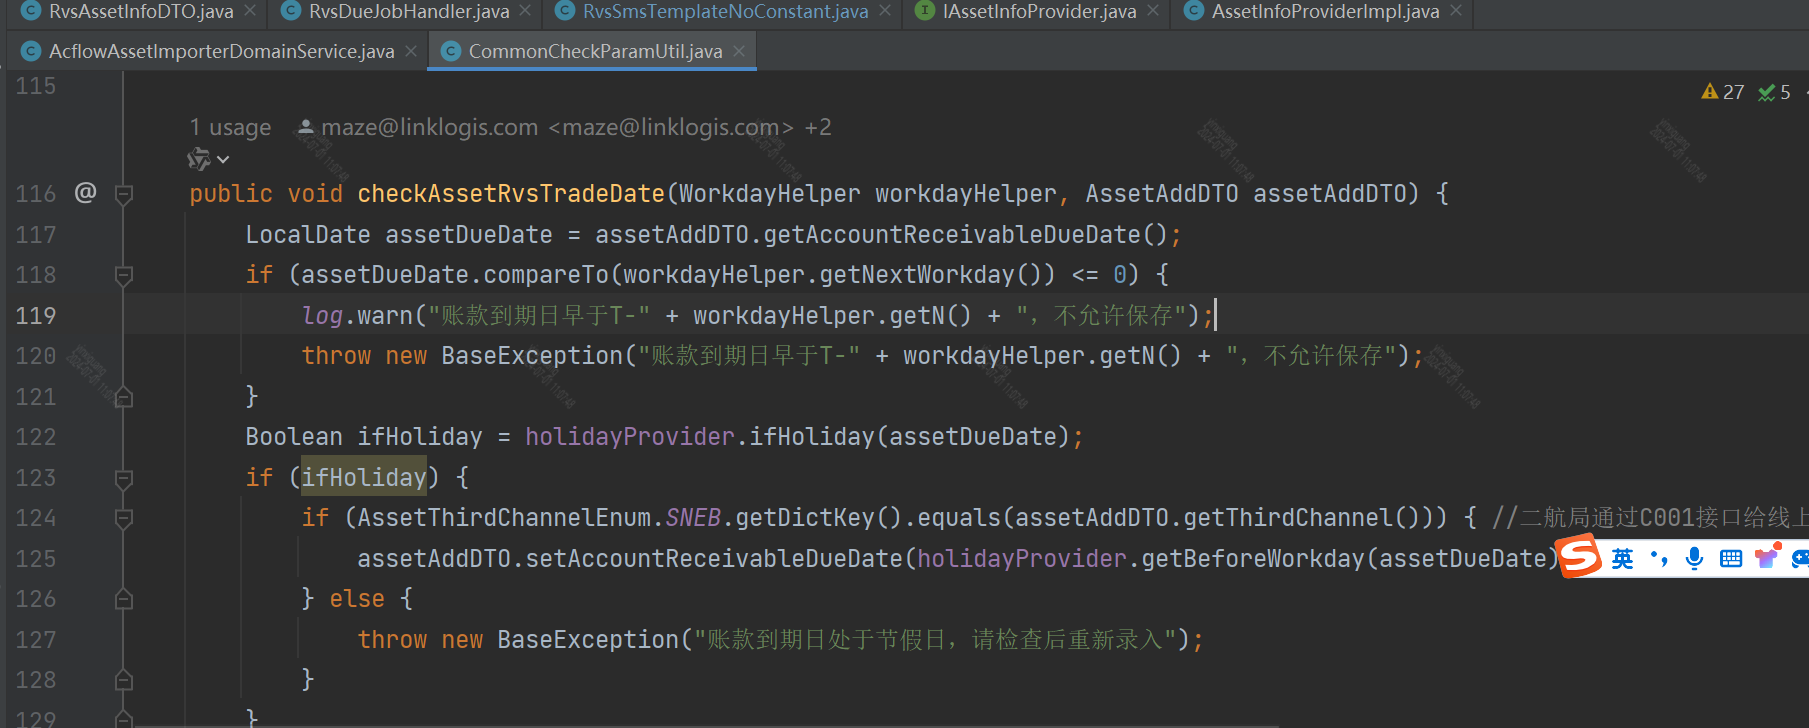 RvsAssetInfoDTO.java RvsDueJobHandler.java RvsSmsTemplateNoConstant.java IAssetInfoProvider.java AssetInfoProviderImpl.java
AcflowAssetImporterDomainService.java CommonCheckParamUtil.java
115
27 5
1 usage maze@linklogis.com <maze@linklogis.com> +2
116 @ public void checkAssetRvsTradeDate(WorkdayHelper workdayHelper, AssetAddDTO assetAddDTO) {
117 LocalDate assetDueDate = assetAddDTO.getAccountReceivableDueDate();
118 if (assetDueDate.compareTo(workdayHelper.getNextWorkday()) <= 0) {
119 log.warn("账款到期日早于T-" + workdayHelper.getN() + "，不允许保存");
120 throw new BaseException("账款到期日早于T-" + workdayHelper.getN() + "，不允许保存");
121 }
122 Boolean ifHoliday = holidayProvider.ifHoliday(assetDueDate);
123 if (ifHoliday) {
124 if (AssetThirdChannelEnum.SNEB.getDictKey().equals(assetAddDTO.getThirdChannel())) { //二航局通过C001接口给线上
125 assetAddDTO.setAccountReceivableDueDate(holidayProvider.getBeforeWorkday(assetDueDate)
英
126 } else {
127 throw new BaseException("账款到期日处于节假日，请检查后重新录入");
128 }
129 }